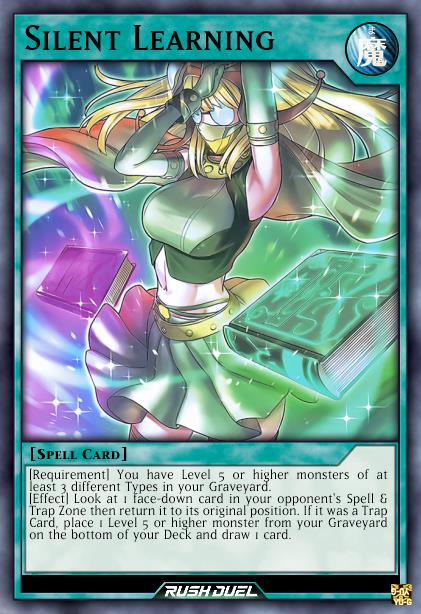 SILENT LEARNING
ま
魔
[SPELL CARD]
[Requirement] You have Level 5 or higher monsters of at
least 3 different Types in your Graveyard.
[Effect] Look at 1 face-down card in your opponent's Spell &
Trap Zone then return it to its original position. If it was a Trap
Card, place 1 Level 5 or higher monster from your Graveyard
on the bottom of your Deck and draw 1 card.
RUSH DUEL